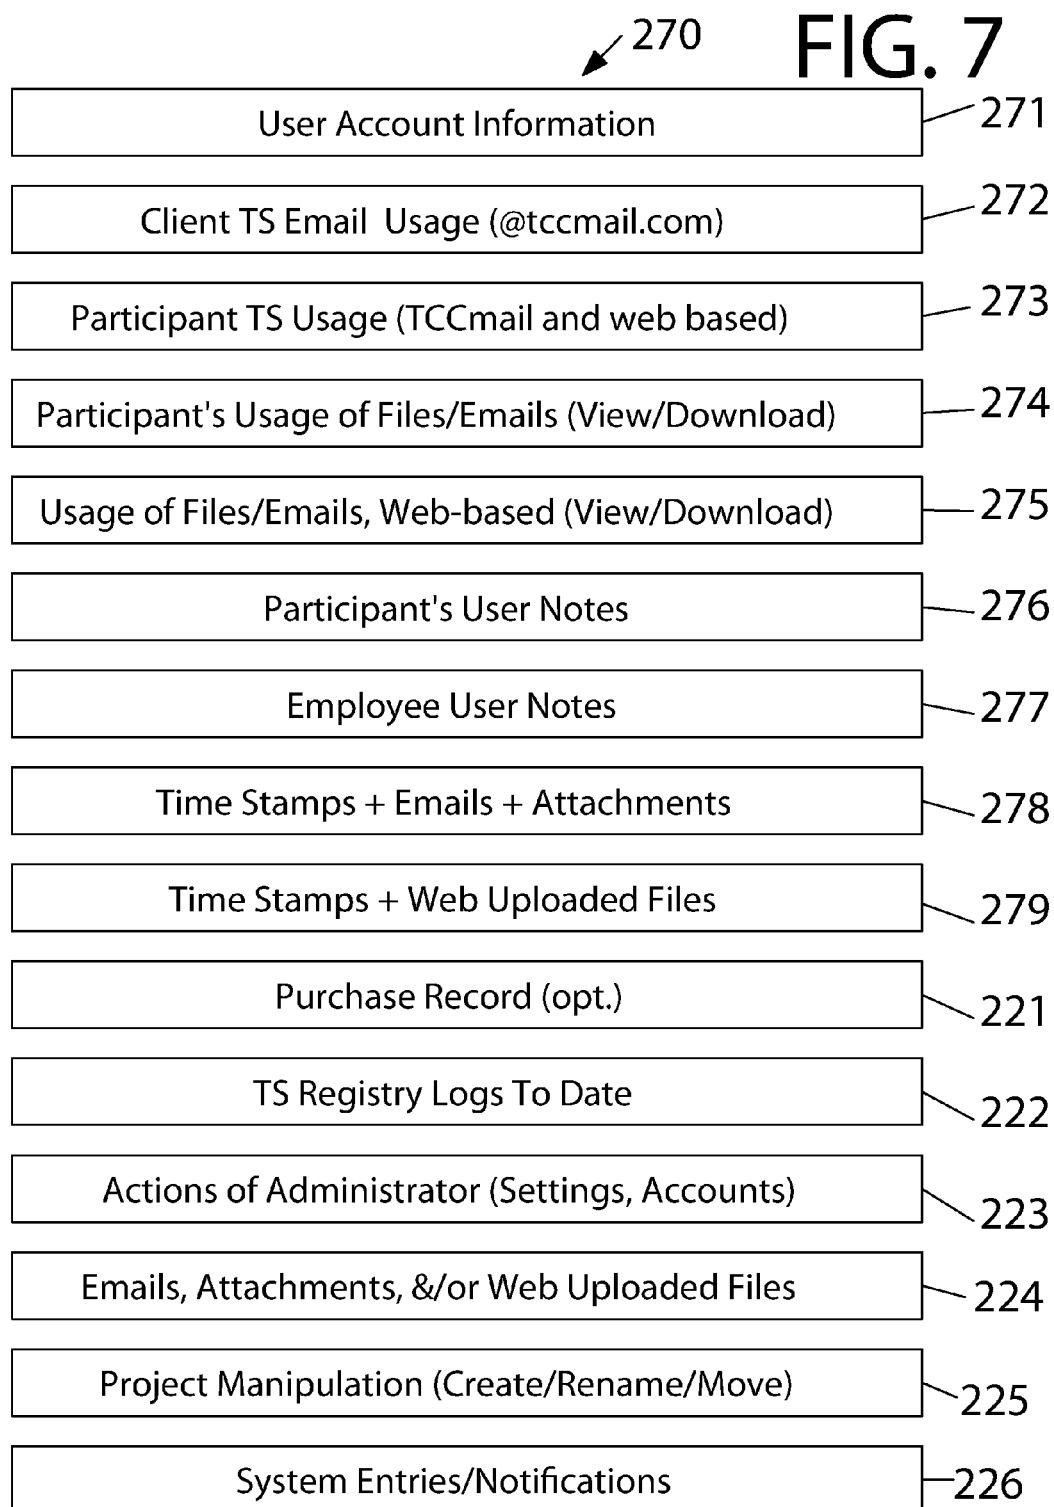 270
FIG. 7
User Account Information
271
Client TS Email Usage (@tccmail.com)
272
Participant TS Usage (TCCmail and web based)
273
Participant's Usage of Files/Emails (View/Download)
274
Usage of Files/Emails, Web-based (View/Download)
275
Participant's User Notes
276
Employee User Notes
277
Time Stamps + Emails + Attachments
278
Time Stamps + Web Uploaded Files
279
Purchase Record (opt.)
221
TS Registry Logs To Date
222
Actions of Administrator (Settings, Accounts)
223
Emails, Attachments, &/or Web Uploaded Files
224
Project Manipulation (Create/Rename/Move)
225
System Entries/Notifications
226